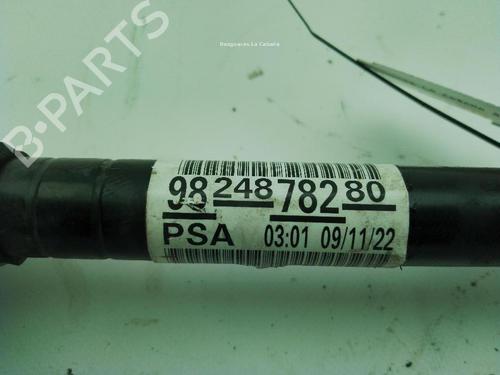 Desguaces La Cabaña
B-PARTS
98 248 782 80
PSA 03:01 09/11/22